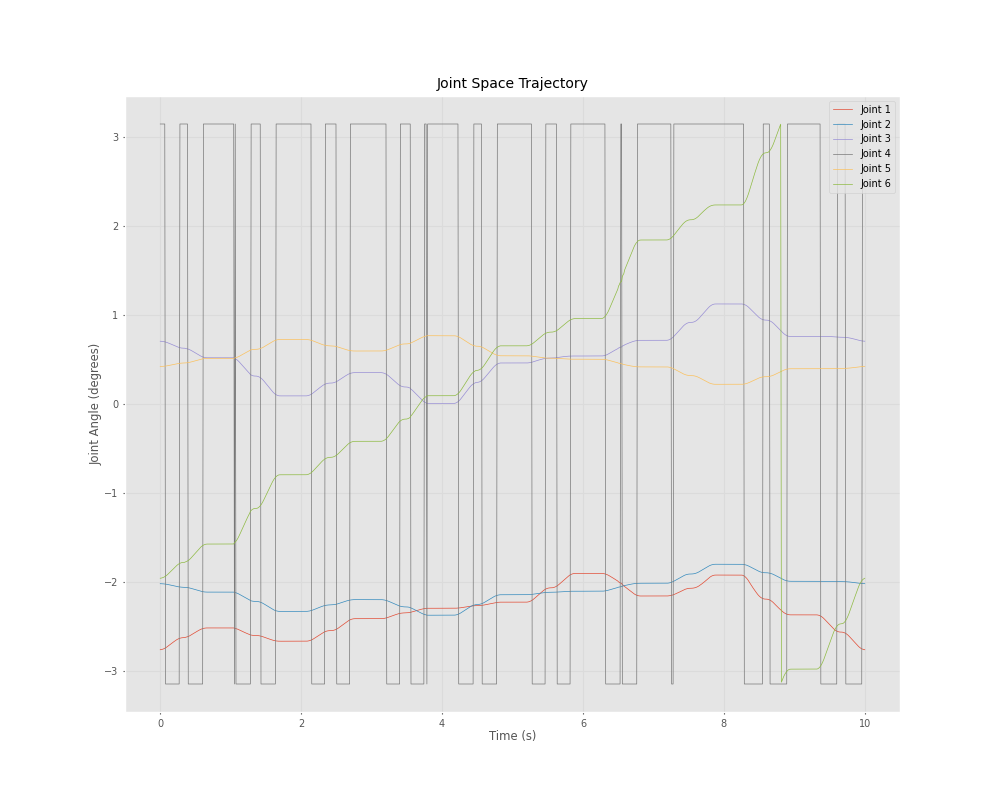 Joint Space Trajectory
Joint 1
Joint 2
Joint 3
Joint 4
Joint 5
Joint 6
Joint Angle (degrees)
3
2
1
0
−1
−2
−3
0 2 4 6 8 10
Time (s)